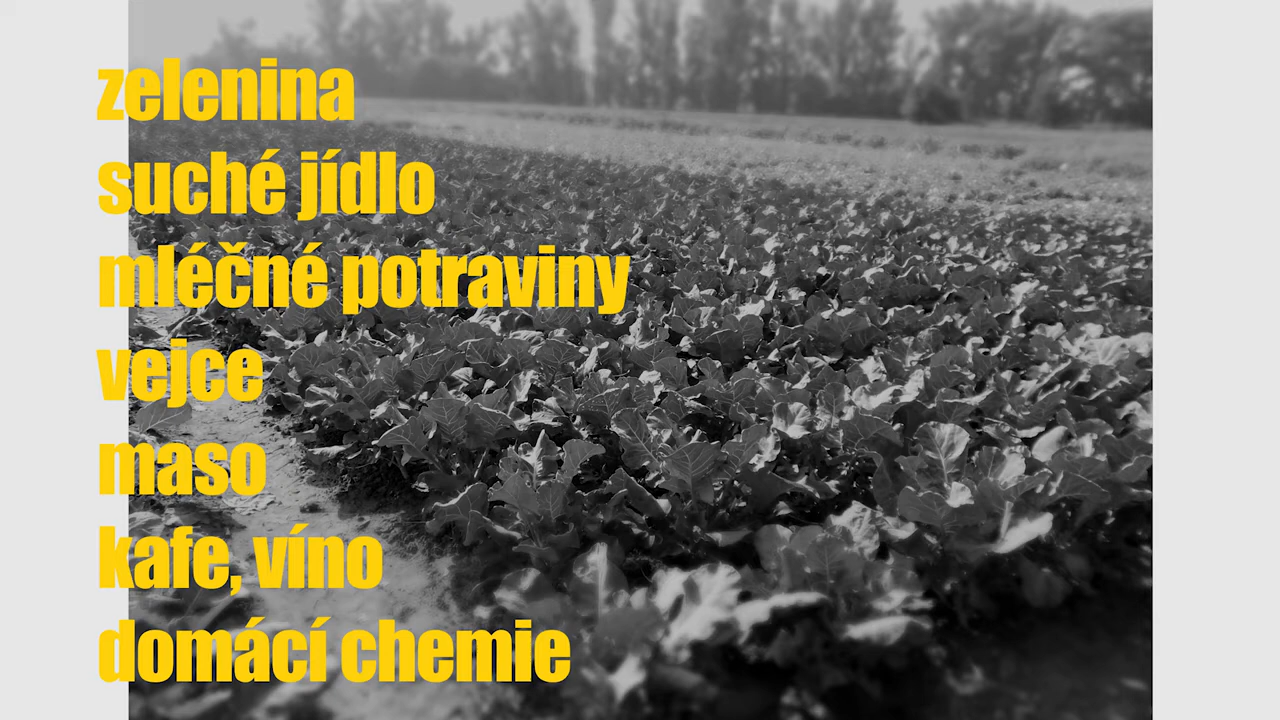 zelenina
suché jídlo
mléčné potraviny
vejce
maso
kafe, víno
domácí chemie